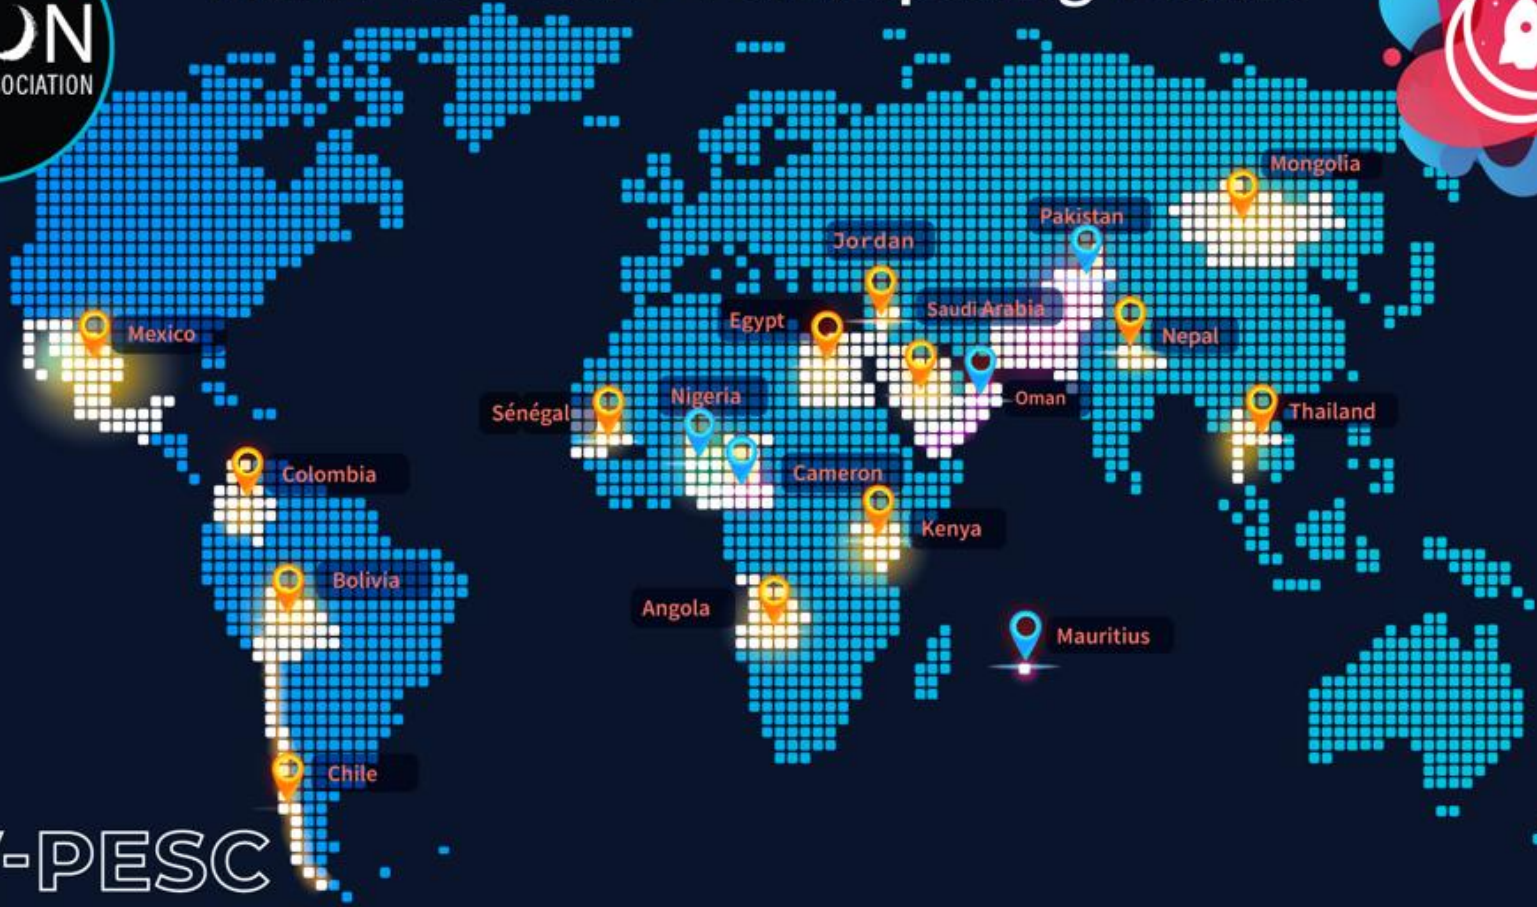 ON
OCIATION
Mongolia
Pakistan
Jordan
Saudi Arabia
Egypt
Mexico
Nepal
Oman
Nigeria
Sénégal
Thailand
Colombia
Cameron
Kenya
Bolivia
Angola
Mauritius
Chile
-PESC